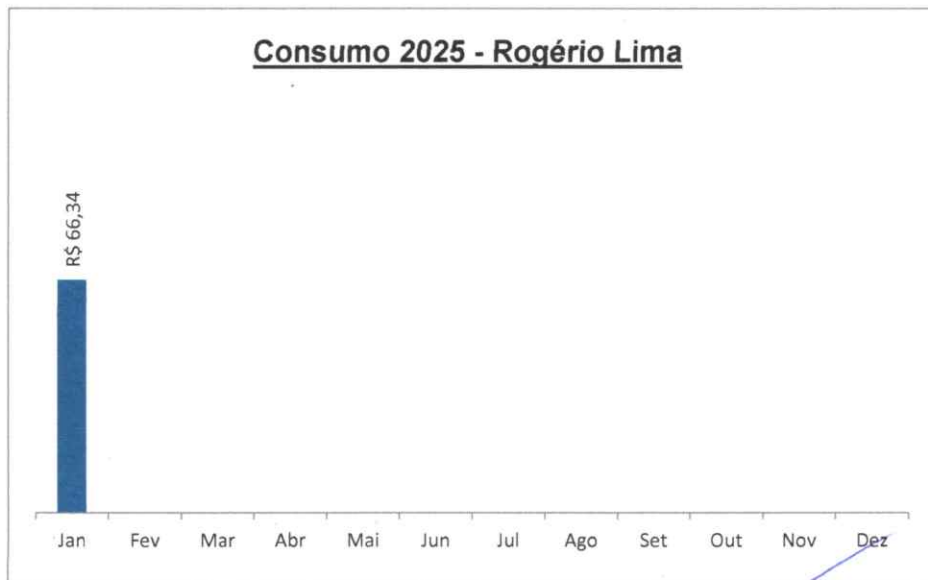 Consumo 2025 - Rogério Lima
R$ 66,34
Jan Fev Mar Abr Mai Jun Jul Ago Set Out Nov Dez